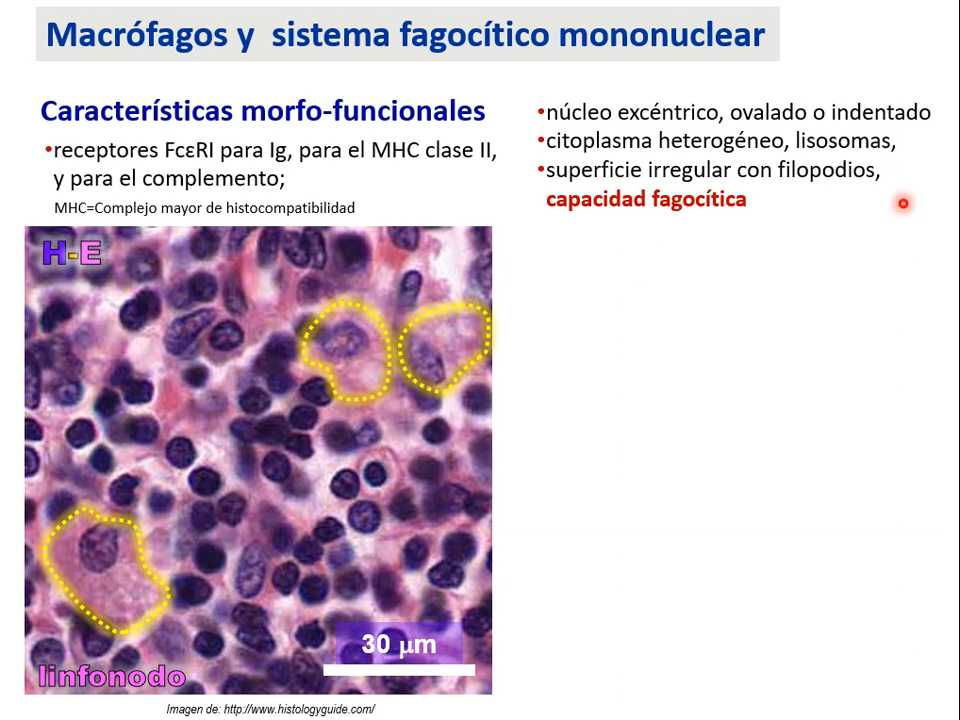 Macrófagos y sistema fagocítico mononuclear
Características morfo-funcionales
•receptores FcεRI para Ig, para el MHC clase II,
y para el complemento;
MHC=Complejo mayor de histocompatibilidad
•núcleo excéntrico, ovalado o indentado
•citoplasma heterogéneo, lisosomas,
•superficie irregular con filopodios,
capacidad fagocítica
H-E
30 μm
linfonodo
Imagen de: http://www.histologyguide.com/